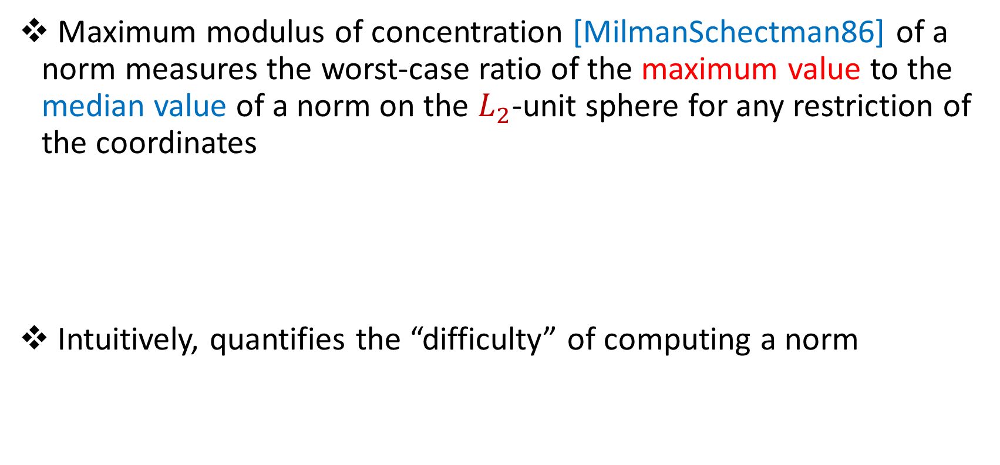 ❖ Maximum modulus of concentration [MilmanSchectman86] of a
norm measures the worst-case ratio of the maximum value to the
median value of a norm on the L₂-unit sphere for any restriction of
the coordinates
❖ Intuitively, quantifies the “difficulty” of computing a norm